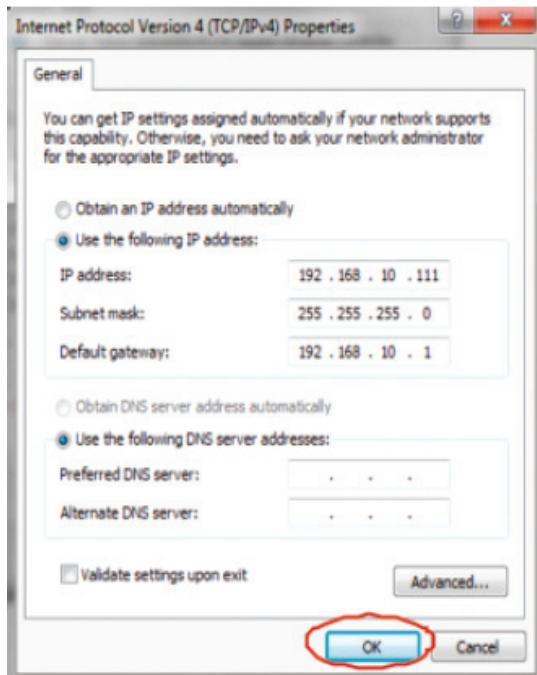 Internet Protocol Version 4 (TCP/IPv4) Properties
?
X
General
You can get IP settings assigned automatically if your network supports
this capability. Otherwise, you need to ask your network administrator
for the appropriate IP settings.
Obtain an IP address automatically
Use the following IP address:
IP address: 192 . 168 . 10 . 111
Subnet mask: 255 . 255 . 255 . 0
Default gateway: 192 . 168 . 10 . 1
Obtain DNS server address automatically
Use the following DNS server addresses:
Preferred DNS server: . . .
Alternate DNS server: . . .
Validate settings upon exit
Advanced...
OK Cancel